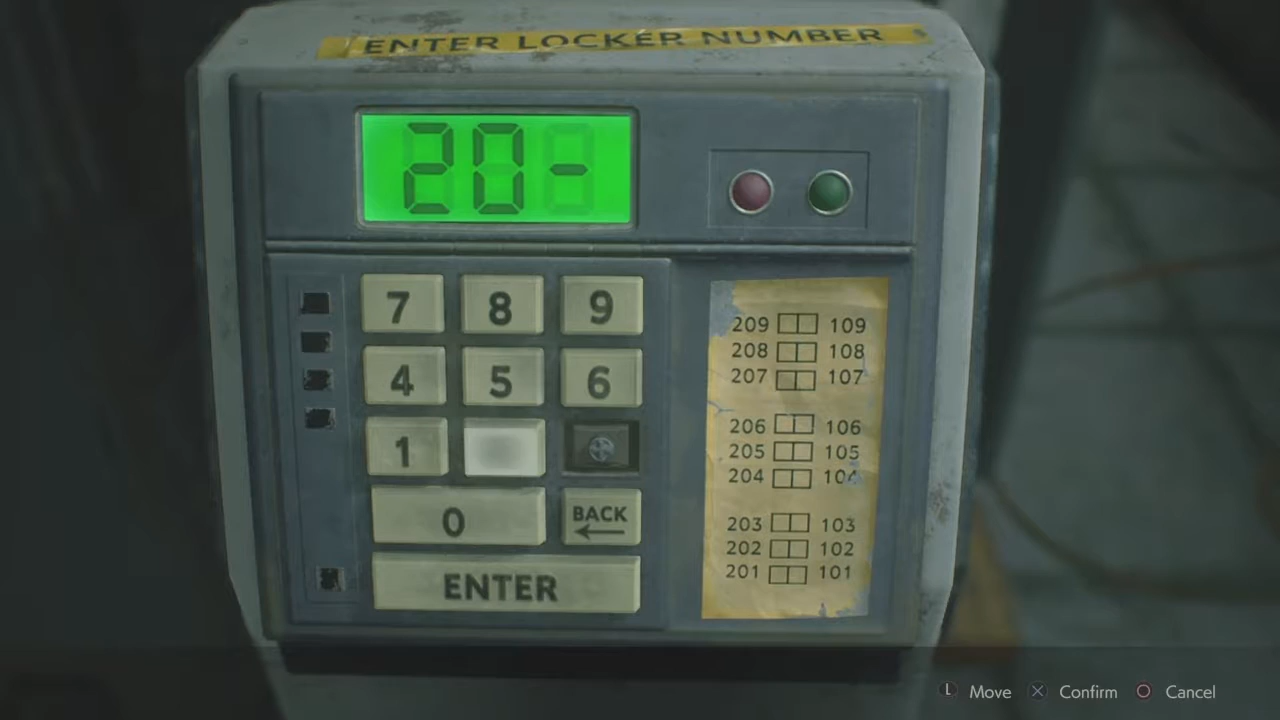 ENTER LOCKER NUMBER
20-
7 8 9
4 5 6
1
0 BACK
ENTER
209 109
208 108
207 107
206 106
205 105
204 104
203 103
202 102
201 101
L Move Confirm Cancel